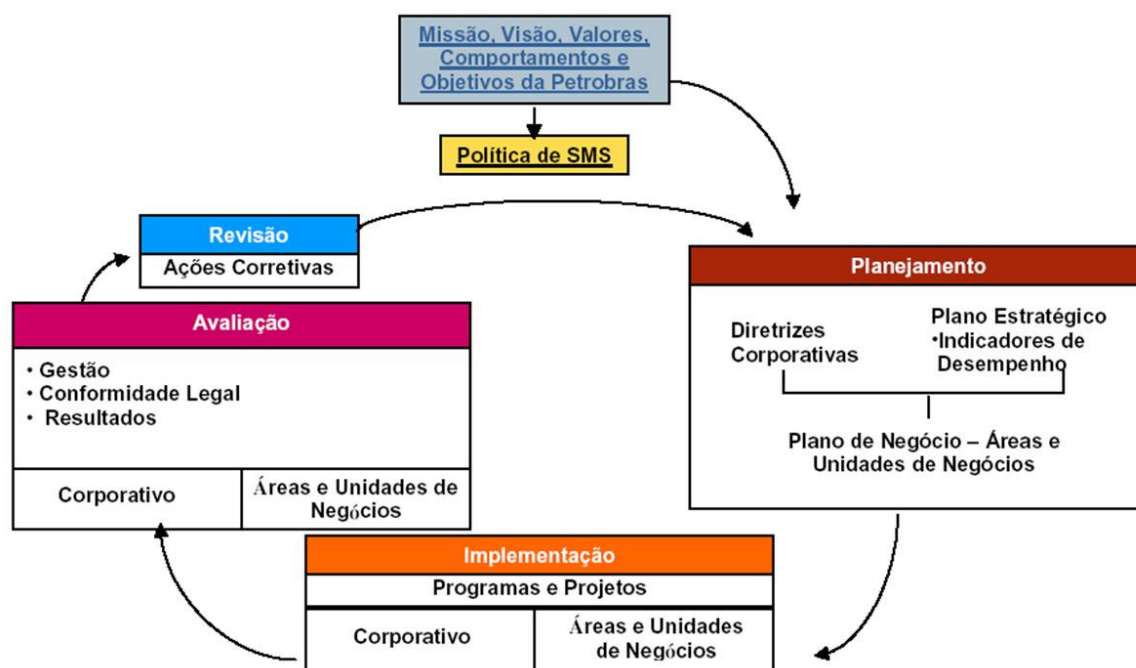 Missão, Visão, Valores,
Comportamentos e
Objetivos da Petrobras
Política de SMS
Revisão
Ações Corretivas
Planejamento
Diretrizes
Corporativas
Plano Estratégico
•Indicadores de
Desempenho
Plano de Negócio – Áreas e
Unidades de Negócios
Avaliação
• Gestão
• Conformidade Legal
• Resultados
Corporativo
Áreas e Unidades de
Negócios
Implementação
Programas e Projetos
Corporativo
Áreas e Unidades
de Negócios